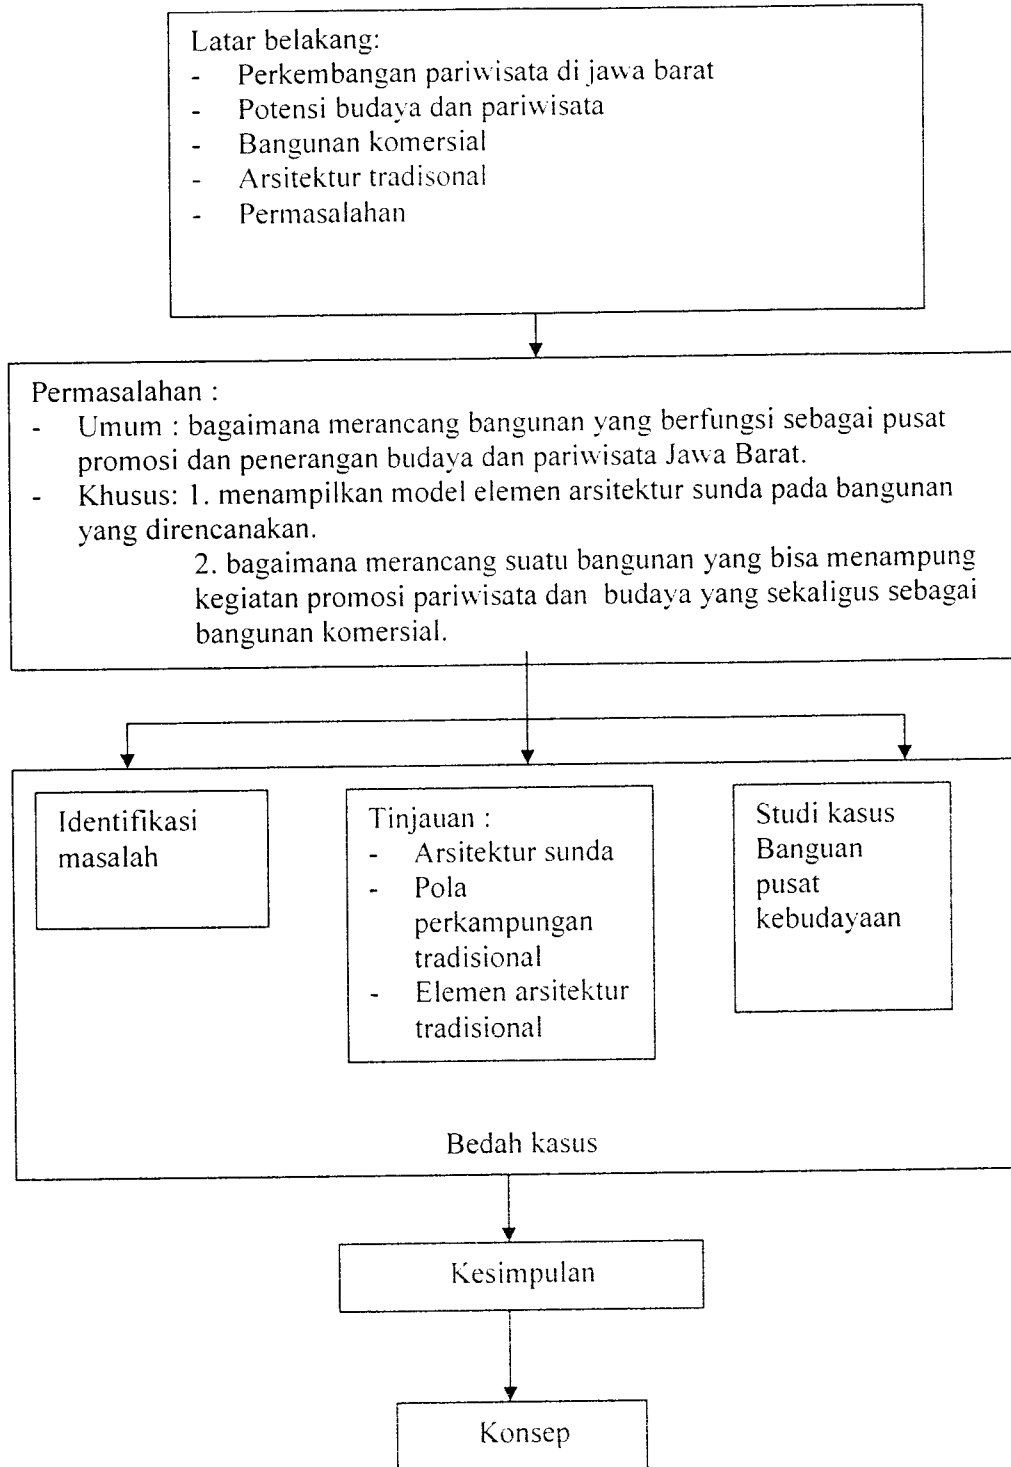 Latar belakang:
- Perkembangan pariwisata di jawa barat
- Potensi budaya dan pariwisata
- Bangunan komersial
- Arsitektur tradisonal
- Permasalahan
Permasalahan :
- Umum : bagaimana merancang bangunan yang berfungsi sebagai pusat
promosi dan penerangan budaya dan pariwisata Jawa Barat.
- Khusus: 1. menampilkan model elemen arsitektur sunda pada bangunan
yang direncanakan.
2. bagaimana merancang suatu bangunan yang bisa menampung
kegiatan promosi pariwisata dan budaya yang sekaligus sebagai
bangunan komersial.
Identifikasi
masalah
Tinjauan :
- Arsitektur sunda
- Pola
perkampungan
tradisional
- Elemen arsitektur
tradisional
Studi kasus
Banguan
pusat
kebudayaan
Bedah kasus
Kesimpulan
Konsep